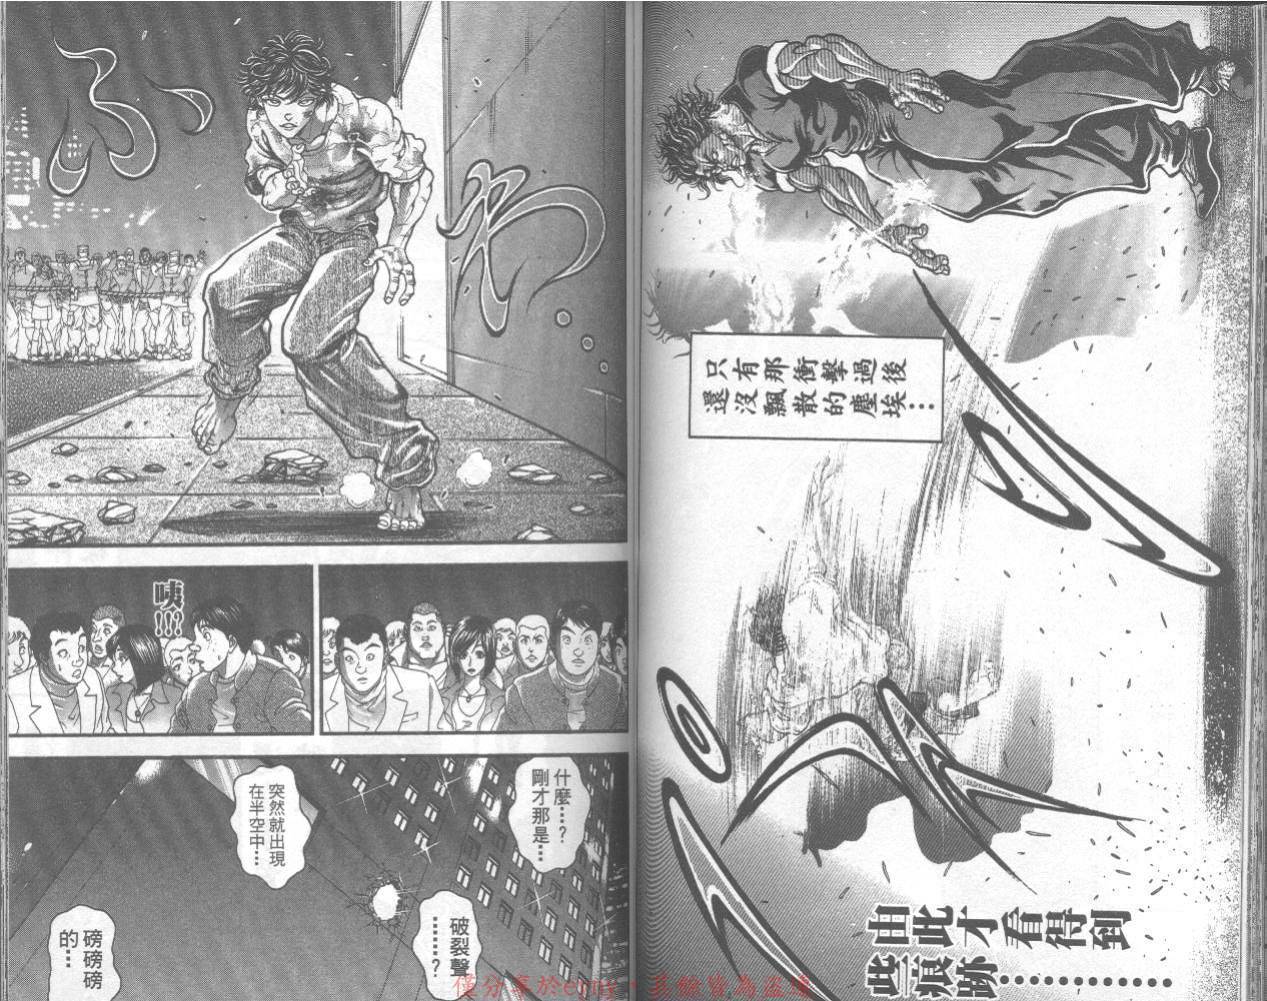 只有那衝擊過後
還沒飄散的塵埃…
由此才看得到
些痕跡…………
咦!!!
什麼…?
剛才那是…
突然就出現
在半空中…
破裂聲
……?
磅磅磅
的…